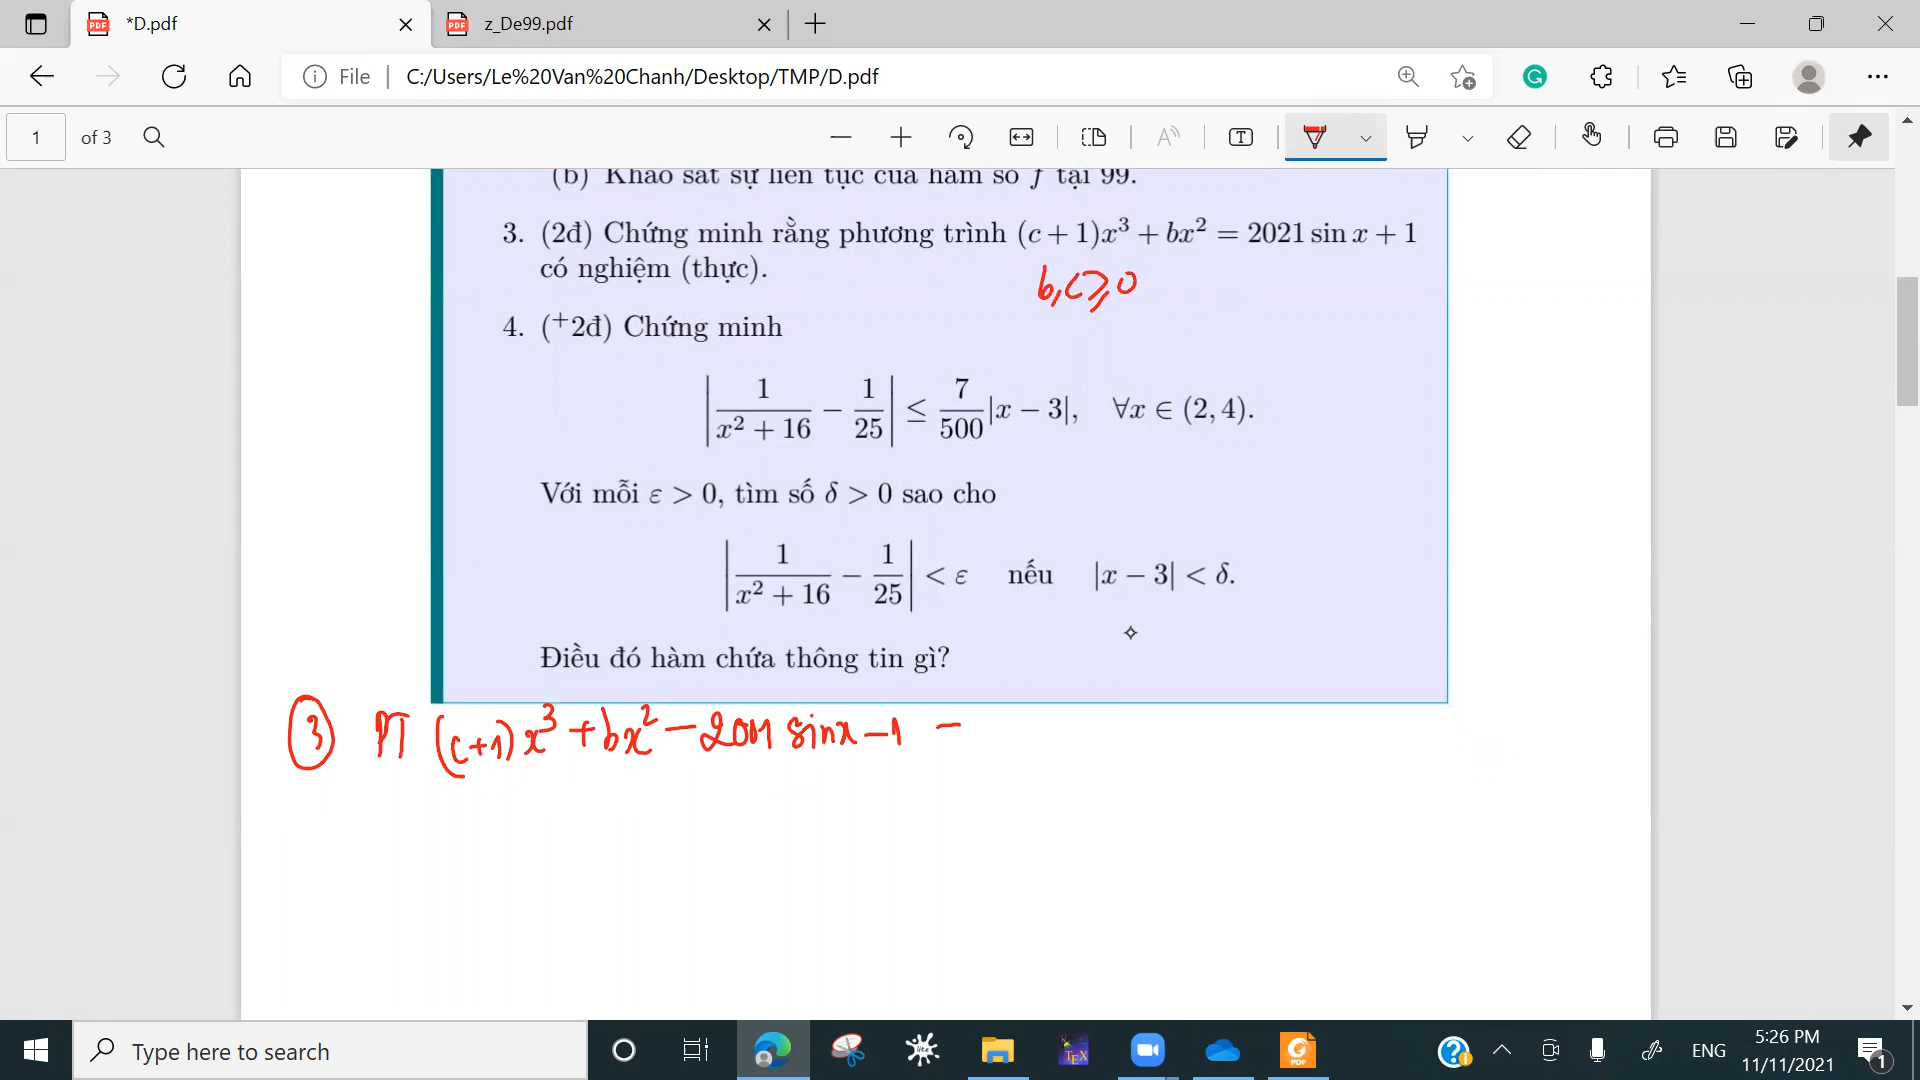 *D.pdf
z_De99.pdf
File
C:/Users/Le%20Van%20Chanh/Desktop/TMP/D.pdf
1 of 3
(b) Khảo sát sự liên tục của hàm số f tại 99.
3. (2đ) Chứng minh rằng phương trình (c + 1)x³ + bx² = 2021 sin x + 1
có nghiệm (thực).
b, c ≥ 0
4. (⁺2đ) Chứng minh
| 1/(x² + 16) − 1/25 | ≤ 7/500 |x − 3|, ∀x ∈ (2, 4).
Với mỗi ε > 0, tìm số δ > 0 sao cho
| 1/(x² + 16) − 1/25 | < ε nếu |x − 3| < δ.
Điều đó hàm chứa thông tin gì?
③ PT (c+1)x³ + bx² − sin x − 1 −
Type here to search
ENG
5:26 PM
11/11/2021
1